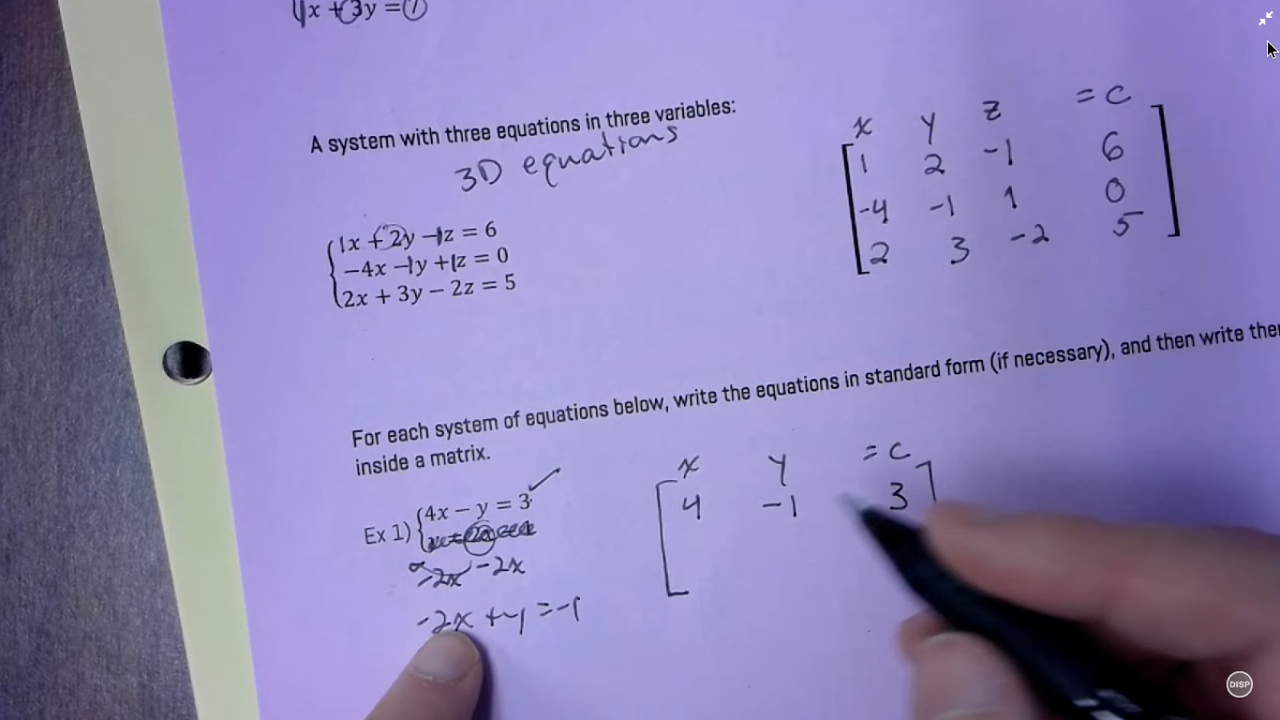 4x + 3y = 1
A system with three equations in three variables:
3D equations
1x + 2y - 1z = 6
-4x - 1y + 1z = 0
2x + 3y - 2z = 5
x y z = c
1 2 -1 6
-4 -1 1 0
2 3 -2 5
For each system of equations below, write the equations in standard form (if necessary), and then write
inside a matrix.
Ex 1) 4x - y = 3
-2x -2x
-2x + y = -1
x y = c
4 -1 3
DISP